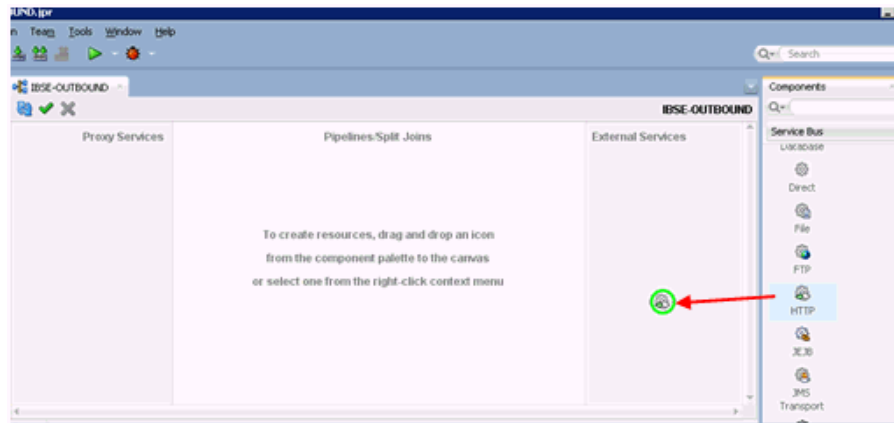 OUND.jpr
n Team Tools Window Help
Search
IBSE-OUTBOUND
Components
IBSE-OUTBOUND
Service Bus
Proxy Services
Pipelines/Split Joins
External Services
Database
Direct
File
To create resources, drag and drop an icon
from the component palette to the canvas
or select one from the right-click context menu
FTP
HTTP
JEJB
JMS
Transport